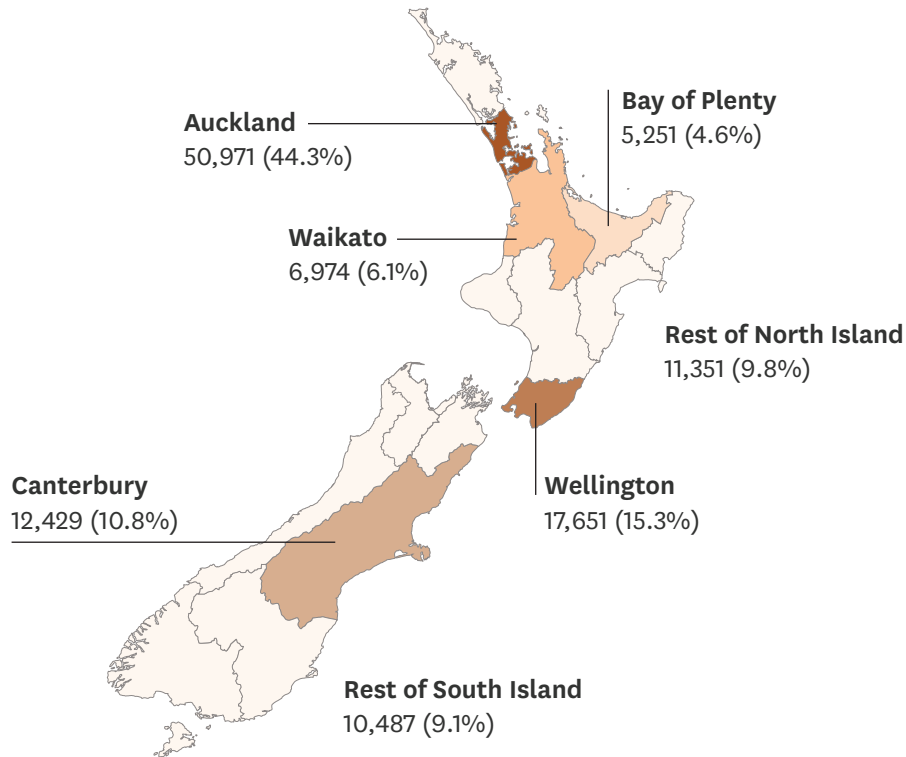 Bay of Plenty
5,251 (4.6%)
Auckland
50,971 (44.3%)
Waikato
6,974 (6.1%)
Rest of North Island
11,351 (9.8%)
Canterbury
12,429 (10.8%)
Wellington
17,651 (15.3%)
Rest of South Island
10,487 (9.1%)